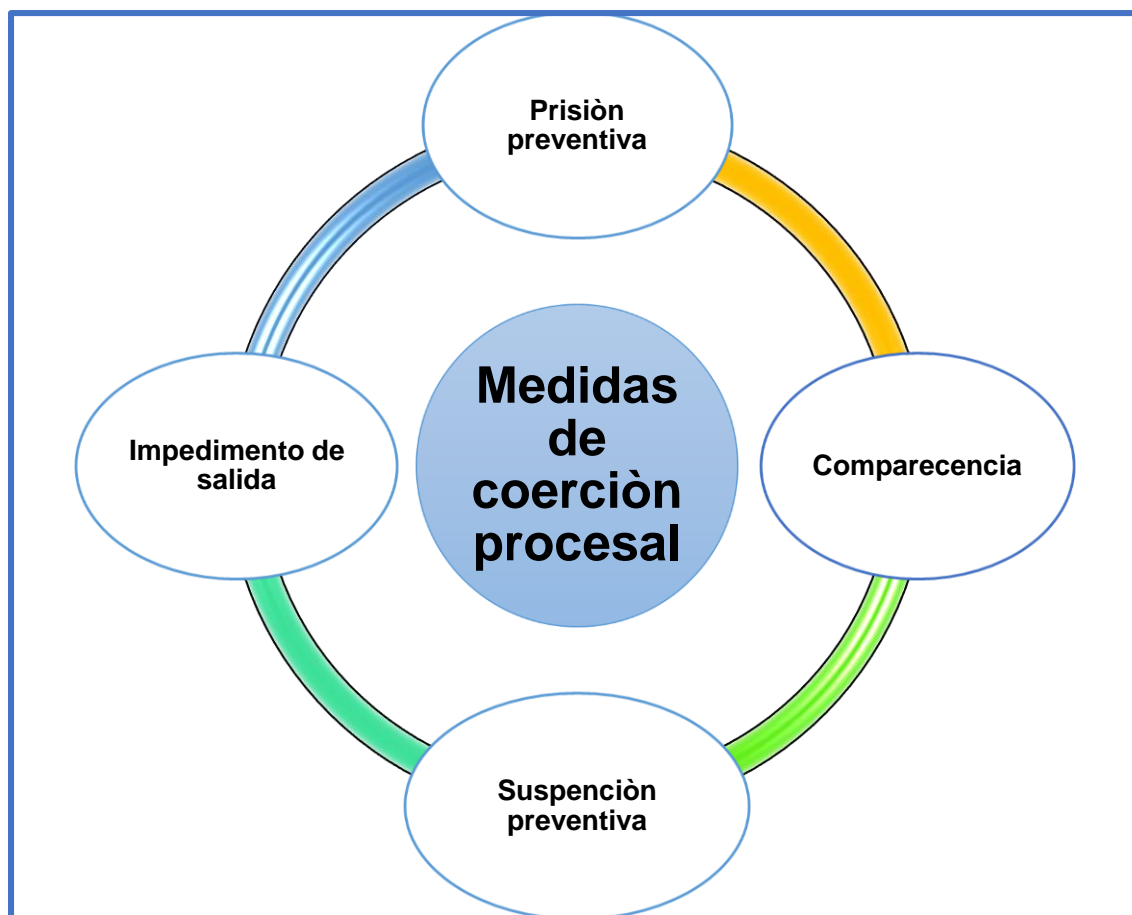 Prisiòn
preventiva
Medidas
de
coerciòn
procesal
Impedimento de
salida
Comparecencia
Suspenciòn
preventiva